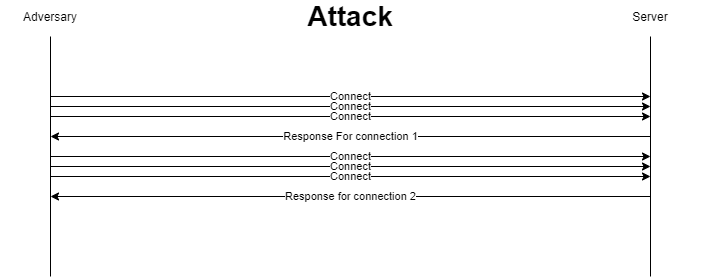 Adversary
Attack
Server
Connect
Connect
Connect
Response For connection 1
Connect
Connect
Connect
Response for connection 2